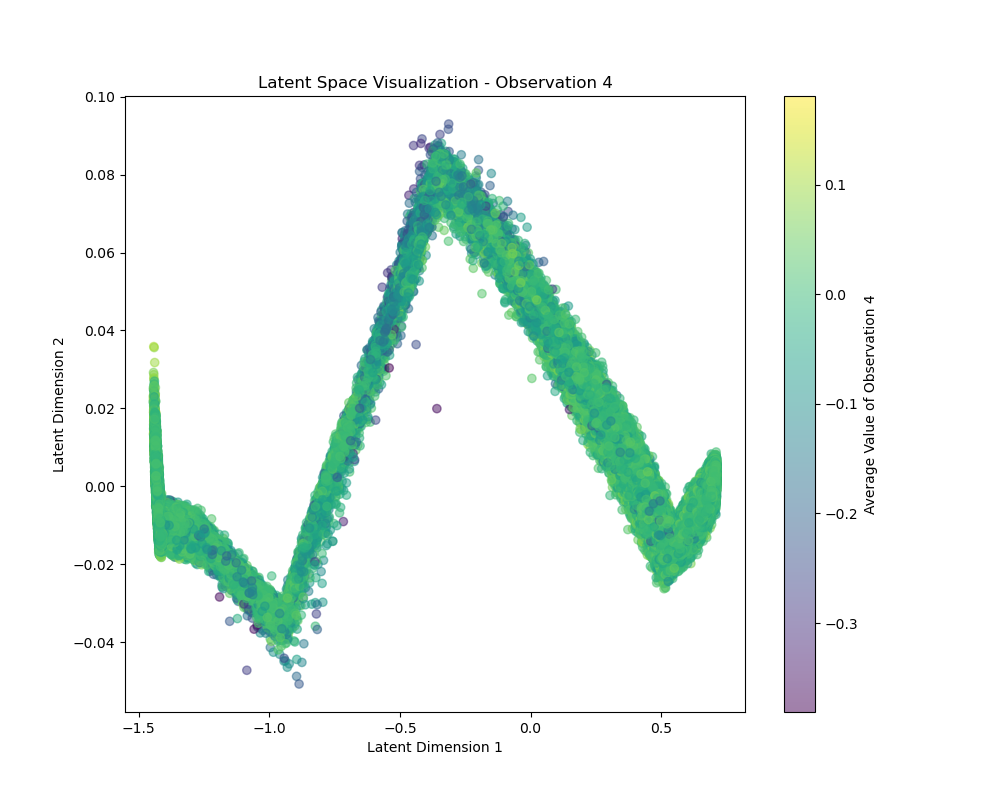 Latent Space Visualization - Observation 4
0.10
0.08
0.06
0.04
0.02
0.00
−0.02
−0.04
Latent Dimension 2
−1.5 −1.0 −0.5 0.0 0.5
Latent Dimension 1
0.1
0.0
−0.1
−0.2
−0.3
Average Value of Observation 4